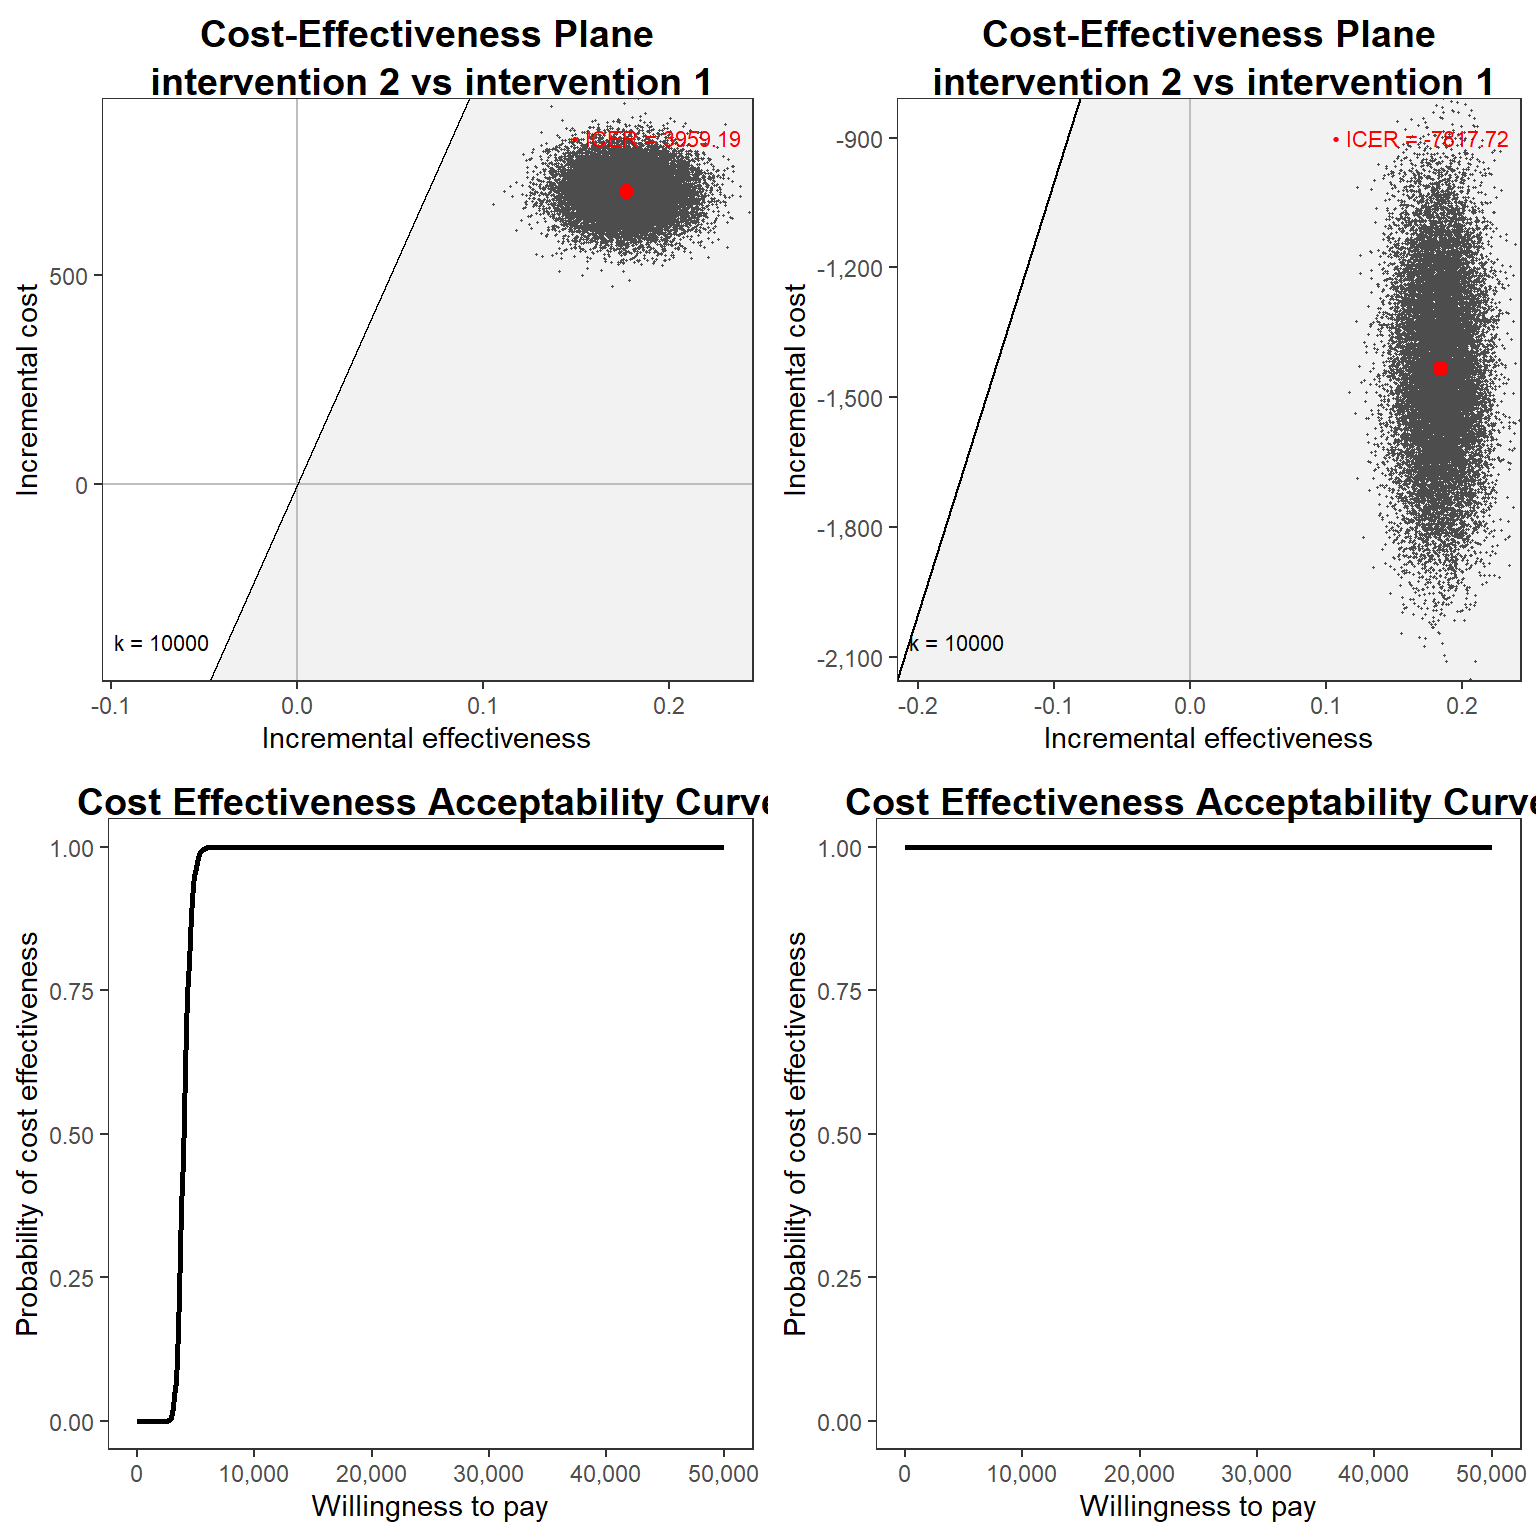 Cost-Effectiveness Plane
intervention 2 vs intervention 1
• ICER = 3959.19
500
0
k = 10000
-0.1
0.0
0.1
0.2
Incremental effectiveness
Incremental cost
Cost-Effectiveness Plane
intervention 2 vs intervention 1
• ICER = -7817.72
-900
-1,200
-1,500
-1,800
-2,100
k = 10000
-0.2
-0.1
0.0
0.1
0.2
Incremental effectiveness
Incremental cost
Cost Effectiveness Acceptability Curve
1.00
0.75
0.50
0.25
0.00
0
10,000
20,000
30,000
40,000
50,000
Willingness to pay
Probability of cost effectiveness
Cost Effectiveness Acceptability Curve
1.00
0.75
0.50
0.25
0.00
0
10,000
20,000
30,000
40,000
50,000
Willingness to pay
Probability of cost effectiveness